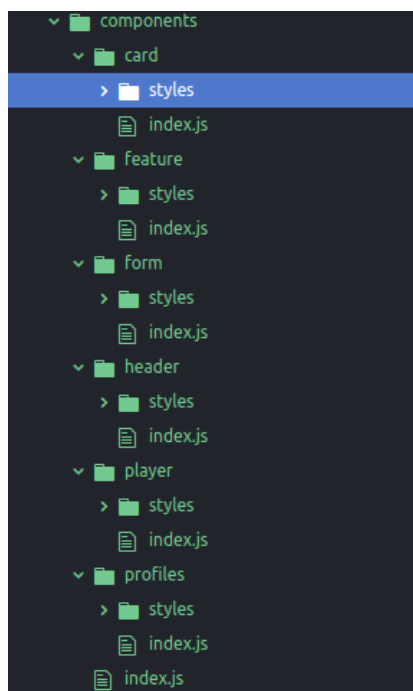 components
card
styles
index.js
feature
styles
index.js
form
styles
index.js
header
styles
index.js
player
styles
index.js
profiles
styles
index.js
index.js